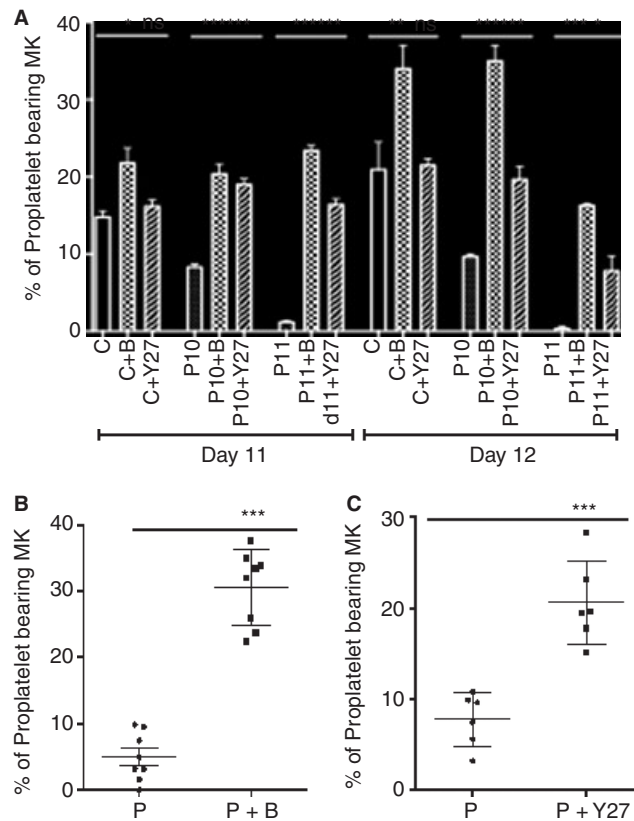 A
% of Proplatelet bearing MK
40
30
20
10
0
* ns
*******
******
** ns
******
*** *
C
C+B
C+Y27
P10
P10+B
P10+Y27
P11
P11+B
d11+Y27
C
C+B
C+Y27
P10
P10+B
P10+Y27
P11
P11+B
P11+Y27
Day 11
Day 12
B
% of Proplatelet bearing MK
40
30
20
10
0
***
P
P + B
C
% of Proplatelet bearing MK
30
20
10
0
***
P
P + Y27